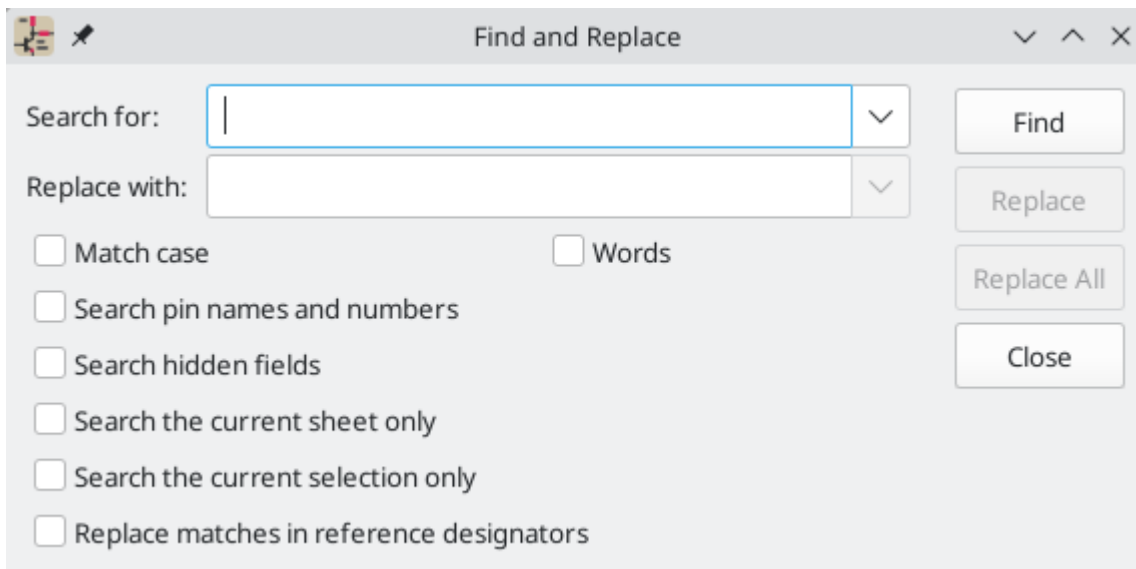 Find and Replace
Search for:
Find
Replace with:
Replace
Match case
Words
Replace All
Search pin names and numbers
Search hidden fields
Close
Search the current sheet only
Search the current selection only
Replace matches in reference designators